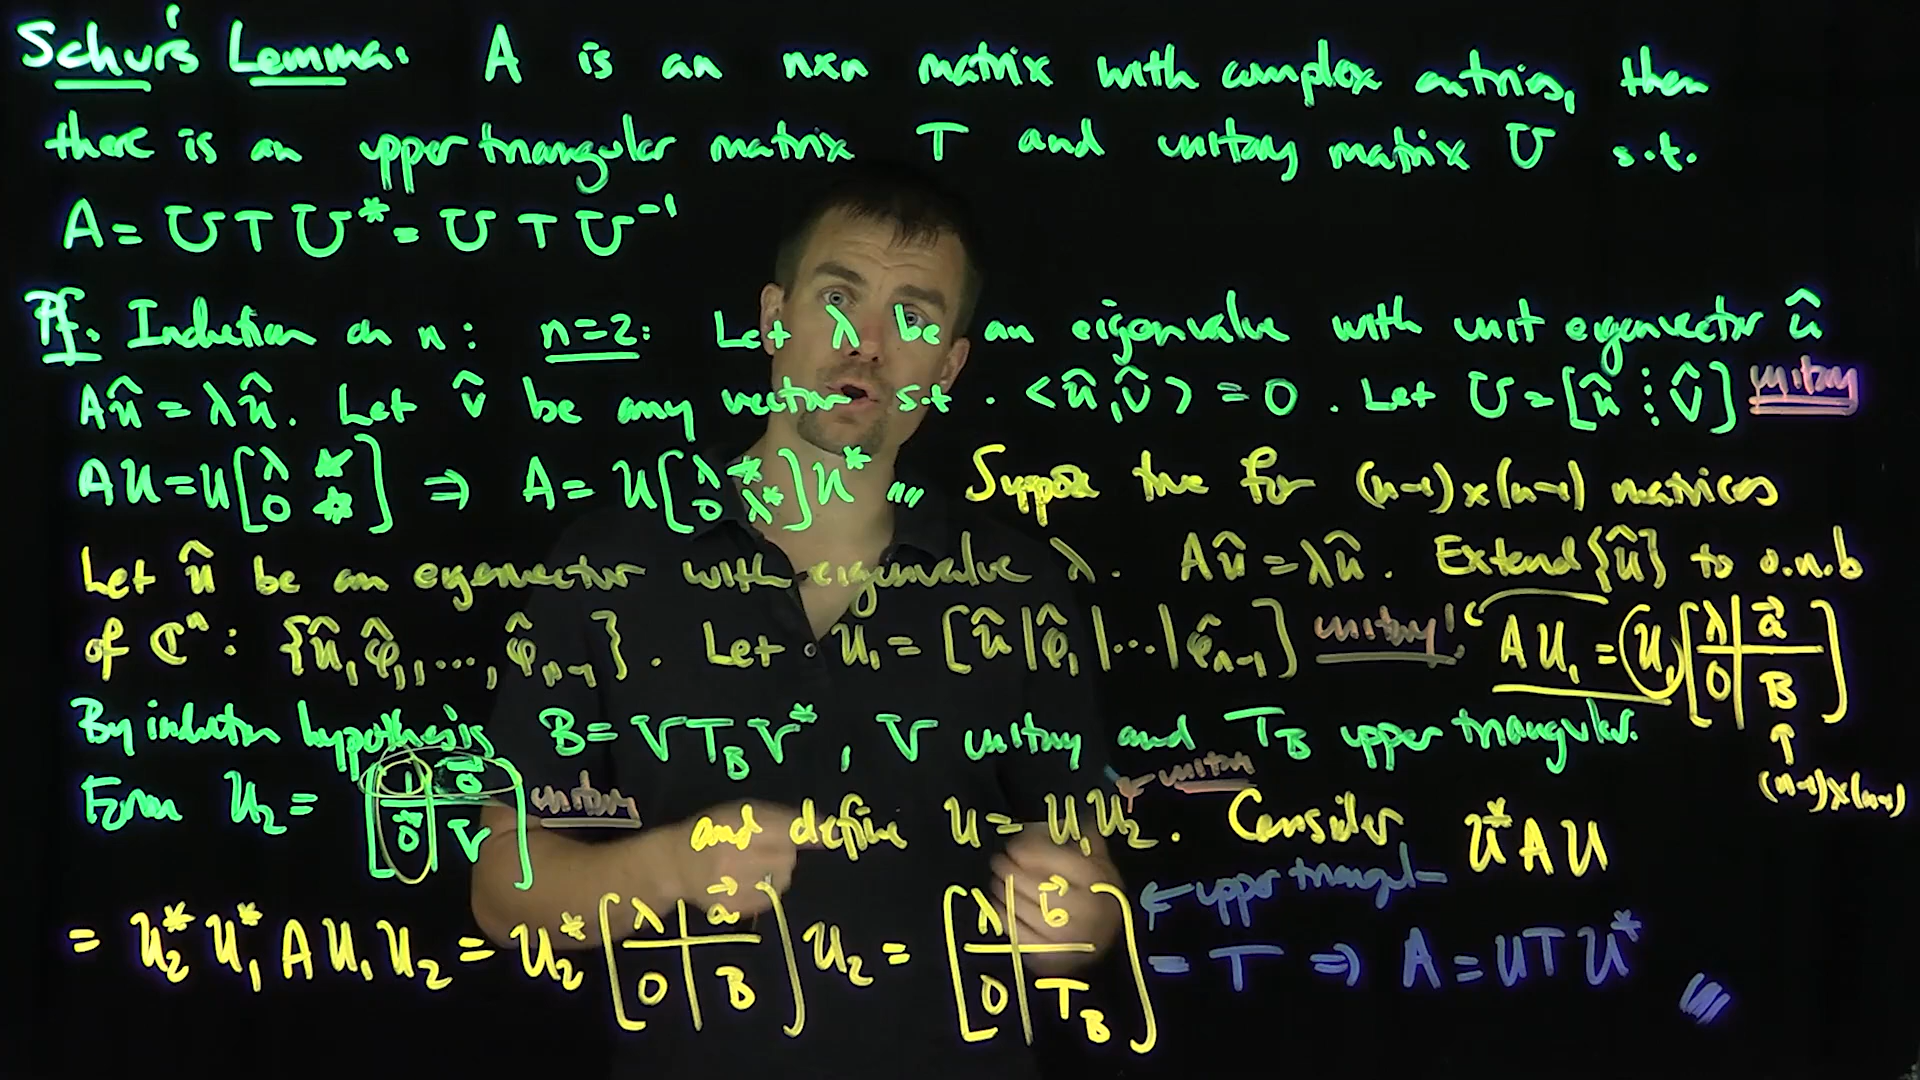 Schur's Lemma: A is an n×n matrix with complex entries, then
there is an upper triangular matrix T and unitary matrix U s.t.
A = U T U* = U T U⁻¹
Pf. Induction on n: n=2: Let λ be an eigenvalue with unit eigenvector û
Aû = λû. Let v̂ be any vector s.t. <û,v̂> = 0. Let U = [û ⋮ v̂] unitary
AU = U[λ * ; 0 *] ⇒ A = U[λ * ; 0 λ*]U* ,,,, Suppose true for (n-1)×(n-1) matrices
Let û be an eigenvector with eigenvalue λ. Aû = λû. Extend {û} to o.n.b
of ℂⁿ: {û, φ̂₁, ..., φ̂ₙ₋₁}. Let U₁ = [û | φ̂₁ | ... | φ̂ₙ₋₁] unitary! AU₁ = U₁[λ | a⃗ ; 0 | B]
By induction hypothesis B = V T_B V*, V unitary and T_B upper triangular. ↑ (n-1)×(n-1)
Form U₂ = [1 | 0⃗ ; 0⃗ | V] unitary and define U = U₁U₂. ← unitary Consider U*AU
= U₂* U₁* A U₁ U₂ = U₂* [λ | a⃗ ; 0 | B] U₂ = [λ | b⃗ ; 0 | T_B] ← upper triangul = T ⇒ A = UTU*